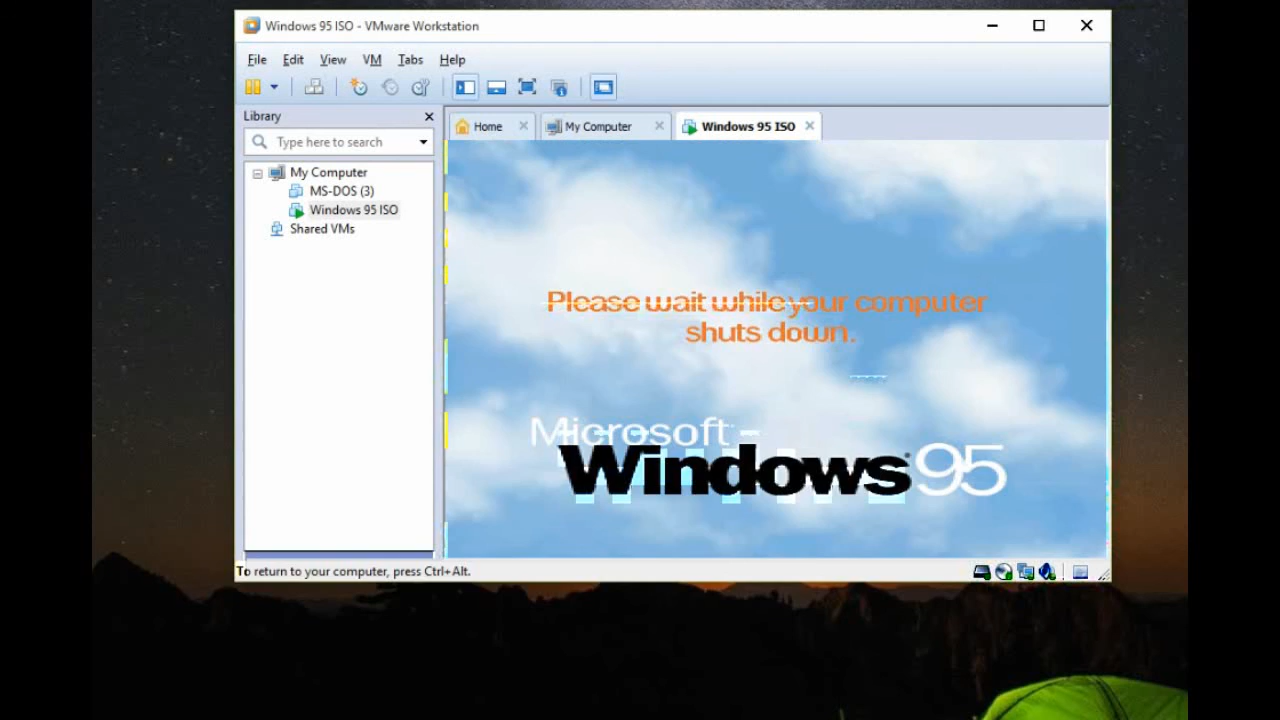 Windows 95 ISO - VMware Workstation
File Edit View VM Tabs Help
Library
Type here to search
My Computer
MS-DOS (3)
Windows 95 ISO
Shared VMs
Home My Computer Windows 95 ISO
Please wait while your computer
shuts down.
Microsoft
Windows 95
To return to your computer, press Ctrl+Alt.